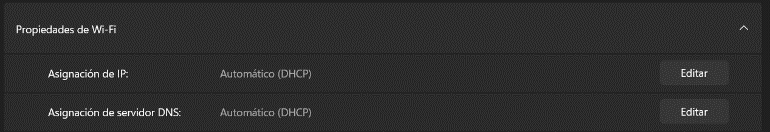 Propiedades de Wi-Fi
Asignación de IP: Automático (DHCP) Editar
Asignación de servidor DNS: Automático (DHCP) Editar